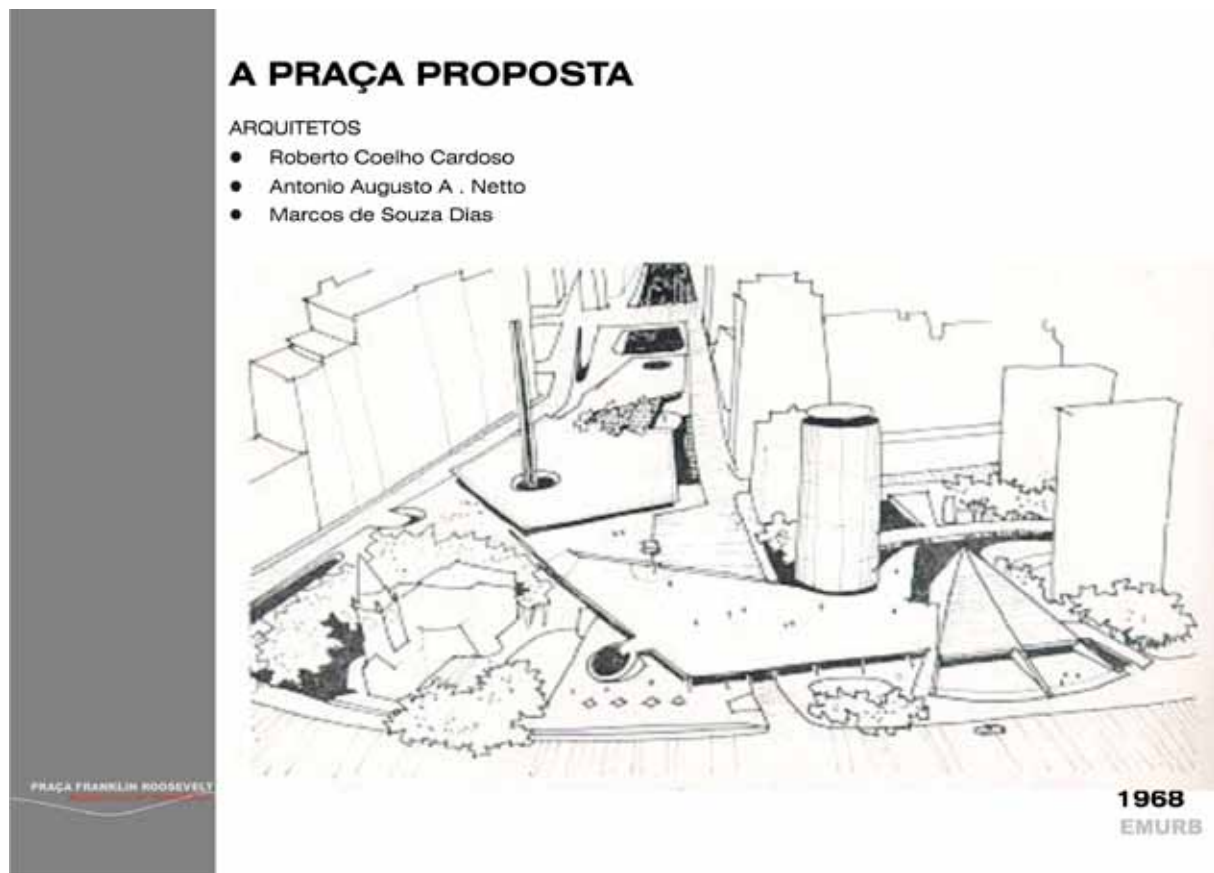 A PRAÇA PROPOSTA
ARQUITETOS
● Roberto Coelho Cardoso
● Antonio Augusto A . Netto
● Marcos de Souza Dias
PRAÇA FRANKLIN ROOSEVELT
1968
EMURB